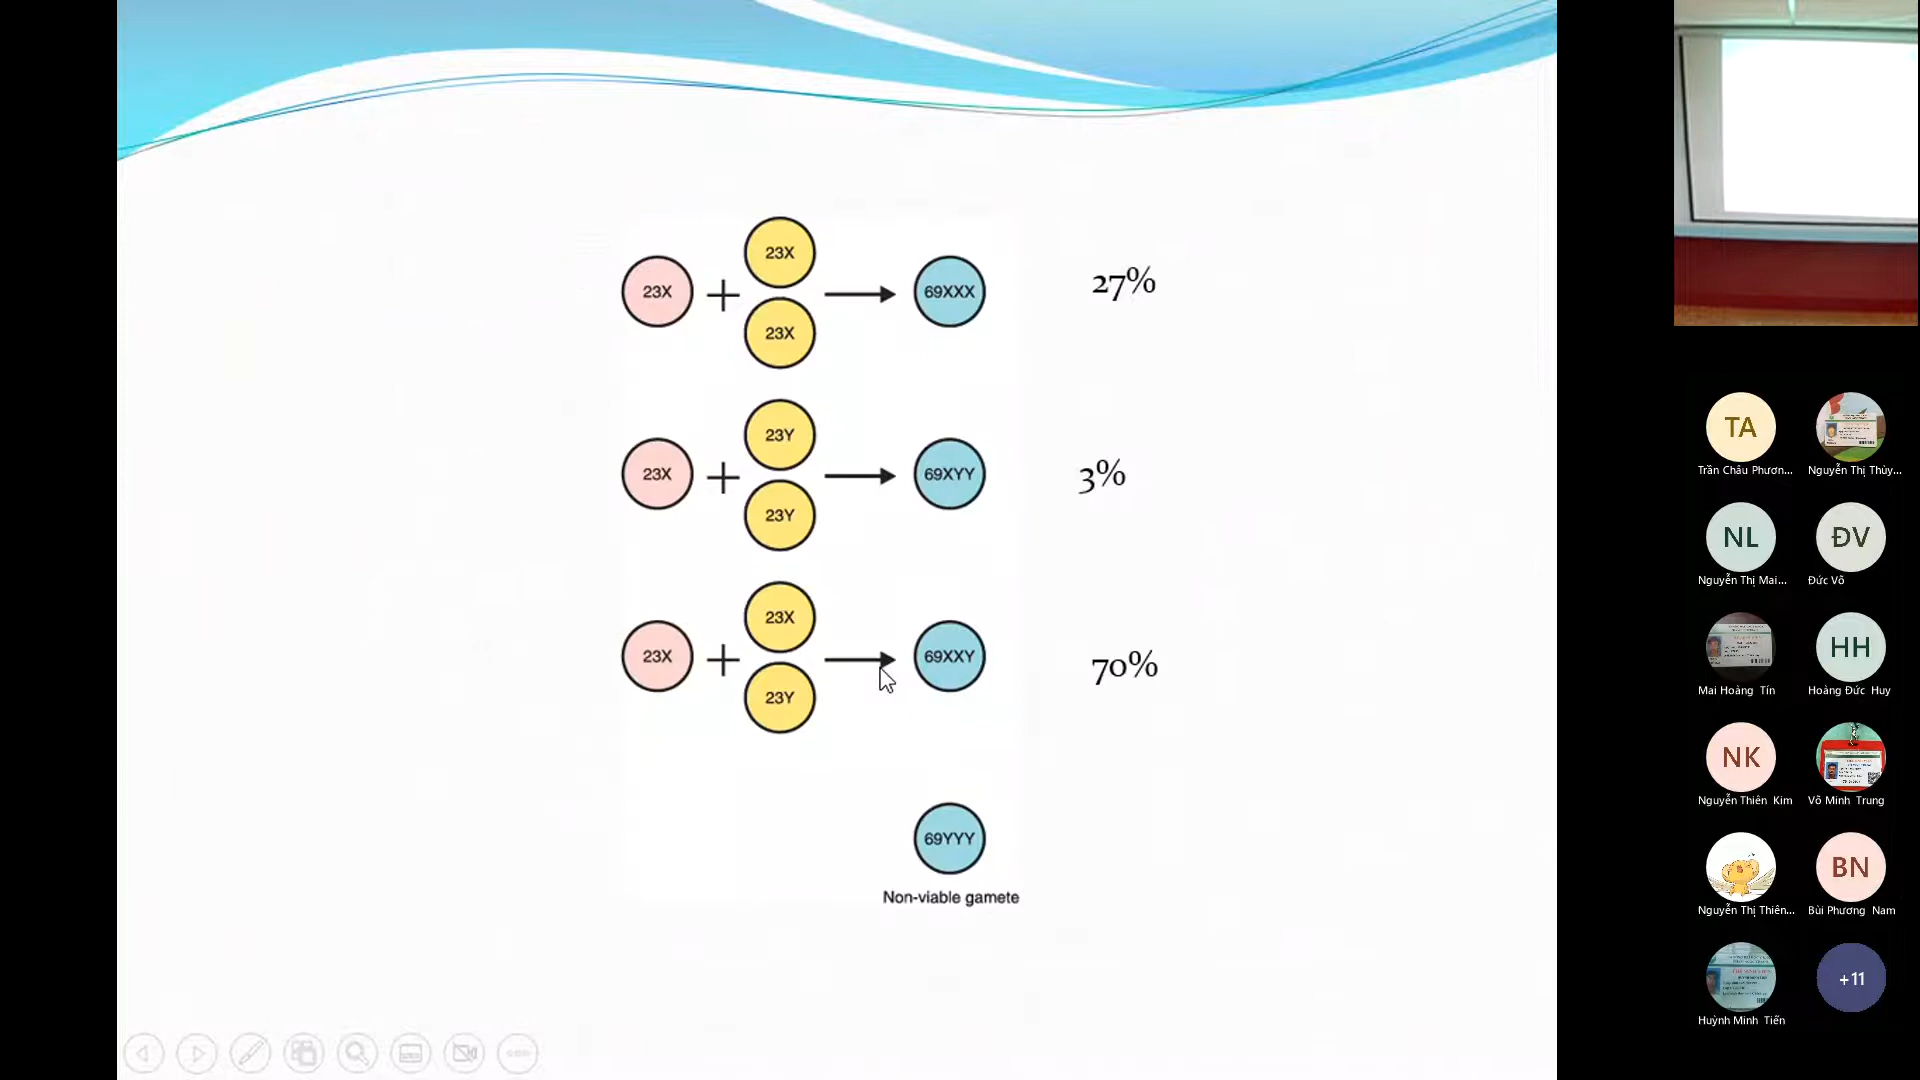 23X
23X
23X
69XXX
27%
23X
23Y
23Y
69XYY
3%
23X
23X
23Y
69XXY
70%
69YYY
Non-viable gamete
TA
Trần Châu Phươn...
Nguyễn Thị Thùy...
NL
Nguyễn Thị Mai...
ĐV
Đức Võ
Mai Hoàng Tín
HH
Hoàng Đức Huy
NK
Nguyễn Thiên Kim
Võ Minh Trung
Nguyễn Thị Thiên...
BN
Bùi Phương Nam
Huỳnh Minh Tiến
+11